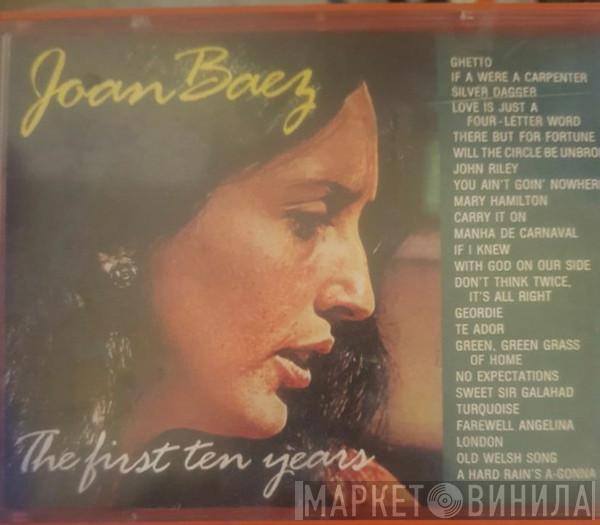 Joan Baez
The first ten years
GHETTO
IF A WERE A CARPENTER
SILVER DAGGER
LOVE IS JUST A
FOUR-LETTER WORD
THERE BUT FOR FORTUNE
WILL THE CIRCLE BE UNBRO
JOHN RILEY
YOU AIN'T GOIN' NOWHER
MARY HAMILTON
CARRY IT ON
MANHA DE CARNAVAL
IF I KNEW
WITH GOD ON OUR SIDE
DON'T THINK TWICE,
IT'S ALL RIGHT
GEORDIE
TE ADOR
GREEN, GREEN GRASS
OF HOME
NO EXPECTATIONS
SWEET SIR GALAHAD
TURQUOISE
FAREWELL ANGELINA
LONDON
OLD WELSH SONG
A HARD RAIN'S A-GONNA
МАРКЕТ ВИНИЛА